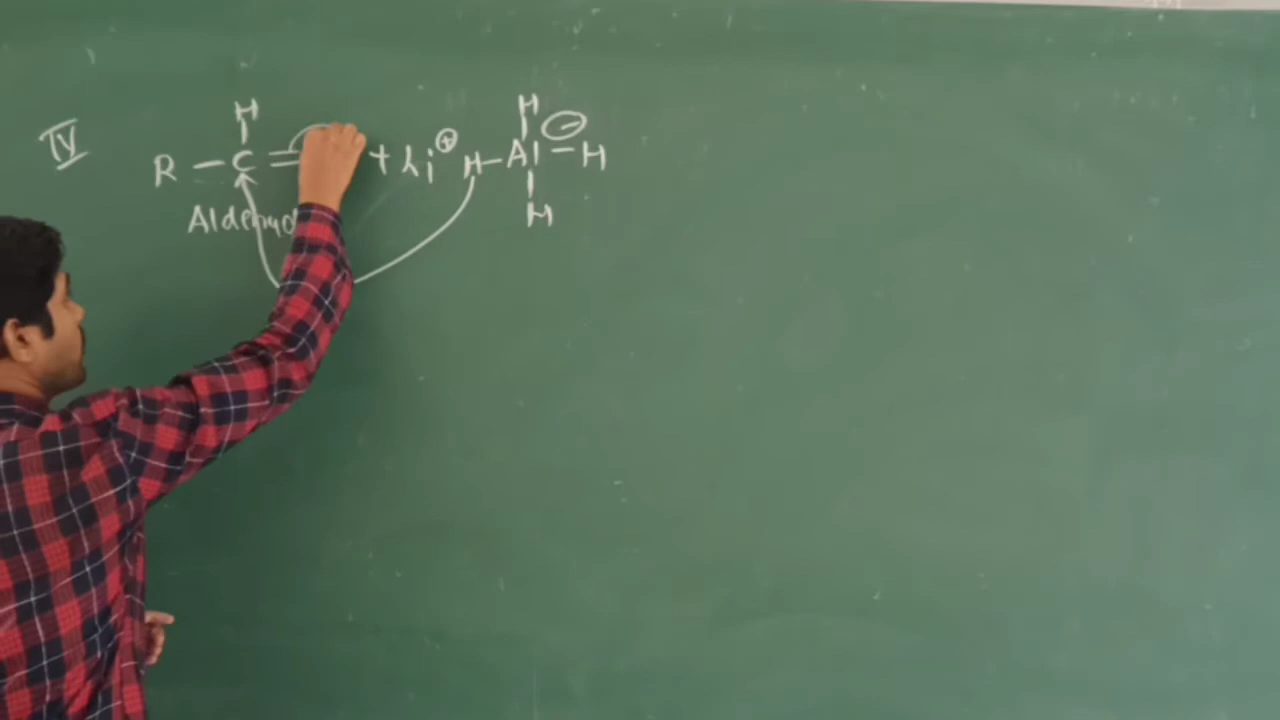 H H ⊖
IV R – C = + Li ⊕ H – Al – H
Aldehyd H